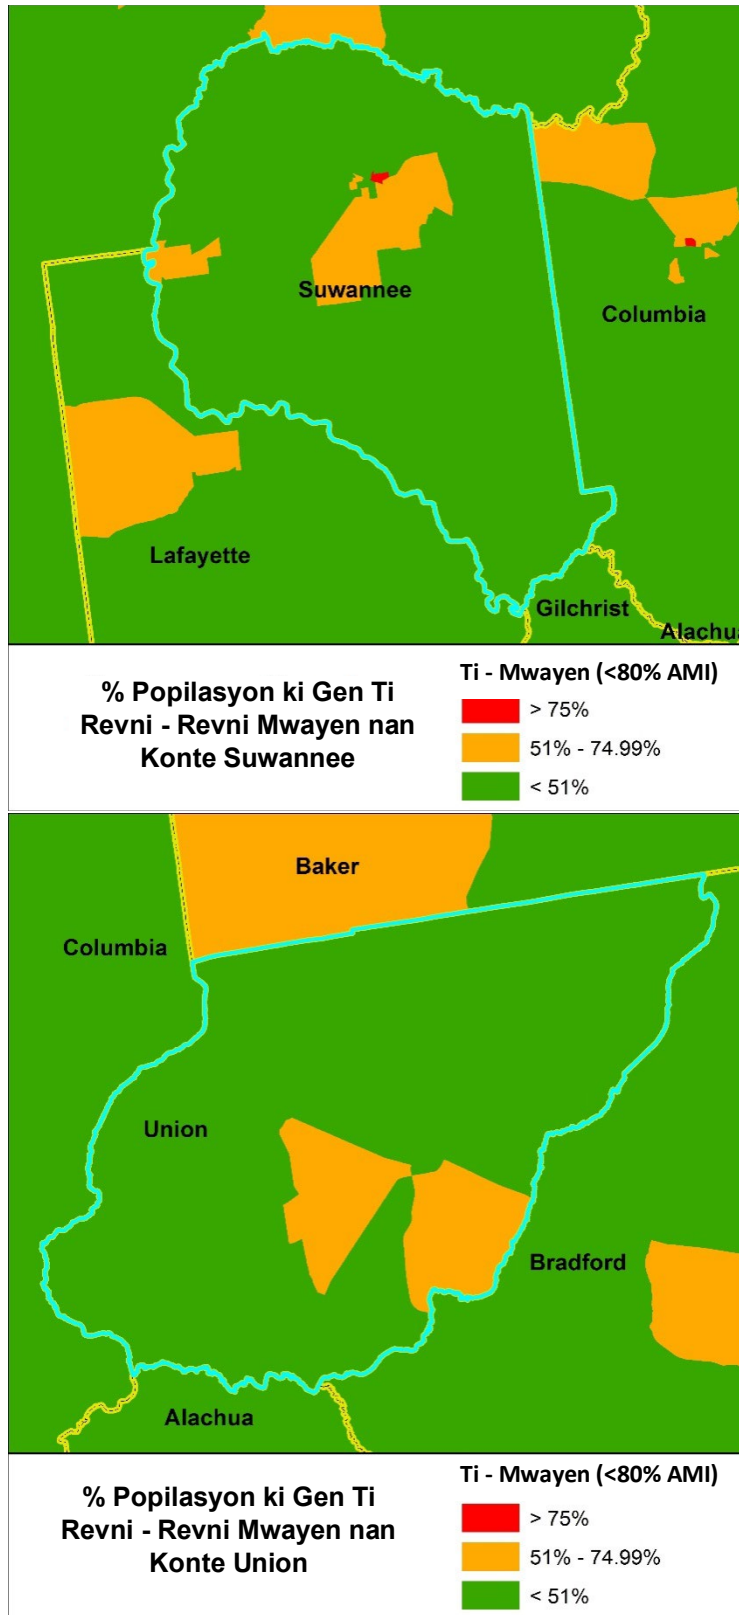 Suwannee
Columbia
Lafayette
Gilchrist
Alachua
% Popilasyon ki Gen Ti
Revni - Revni Mwayen nan
Konte Suwannee
Ti - Mwayen (<80% AMI)
> 75%
51% - 74.99%
< 51%
Baker
Columbia
Union
Bradford
Alachua
% Popilasyon ki Gen Ti
Revni - Revni Mwayen nan
Konte Union
Ti - Mwayen (<80% AMI)
> 75%
51% - 74.99%
< 51%